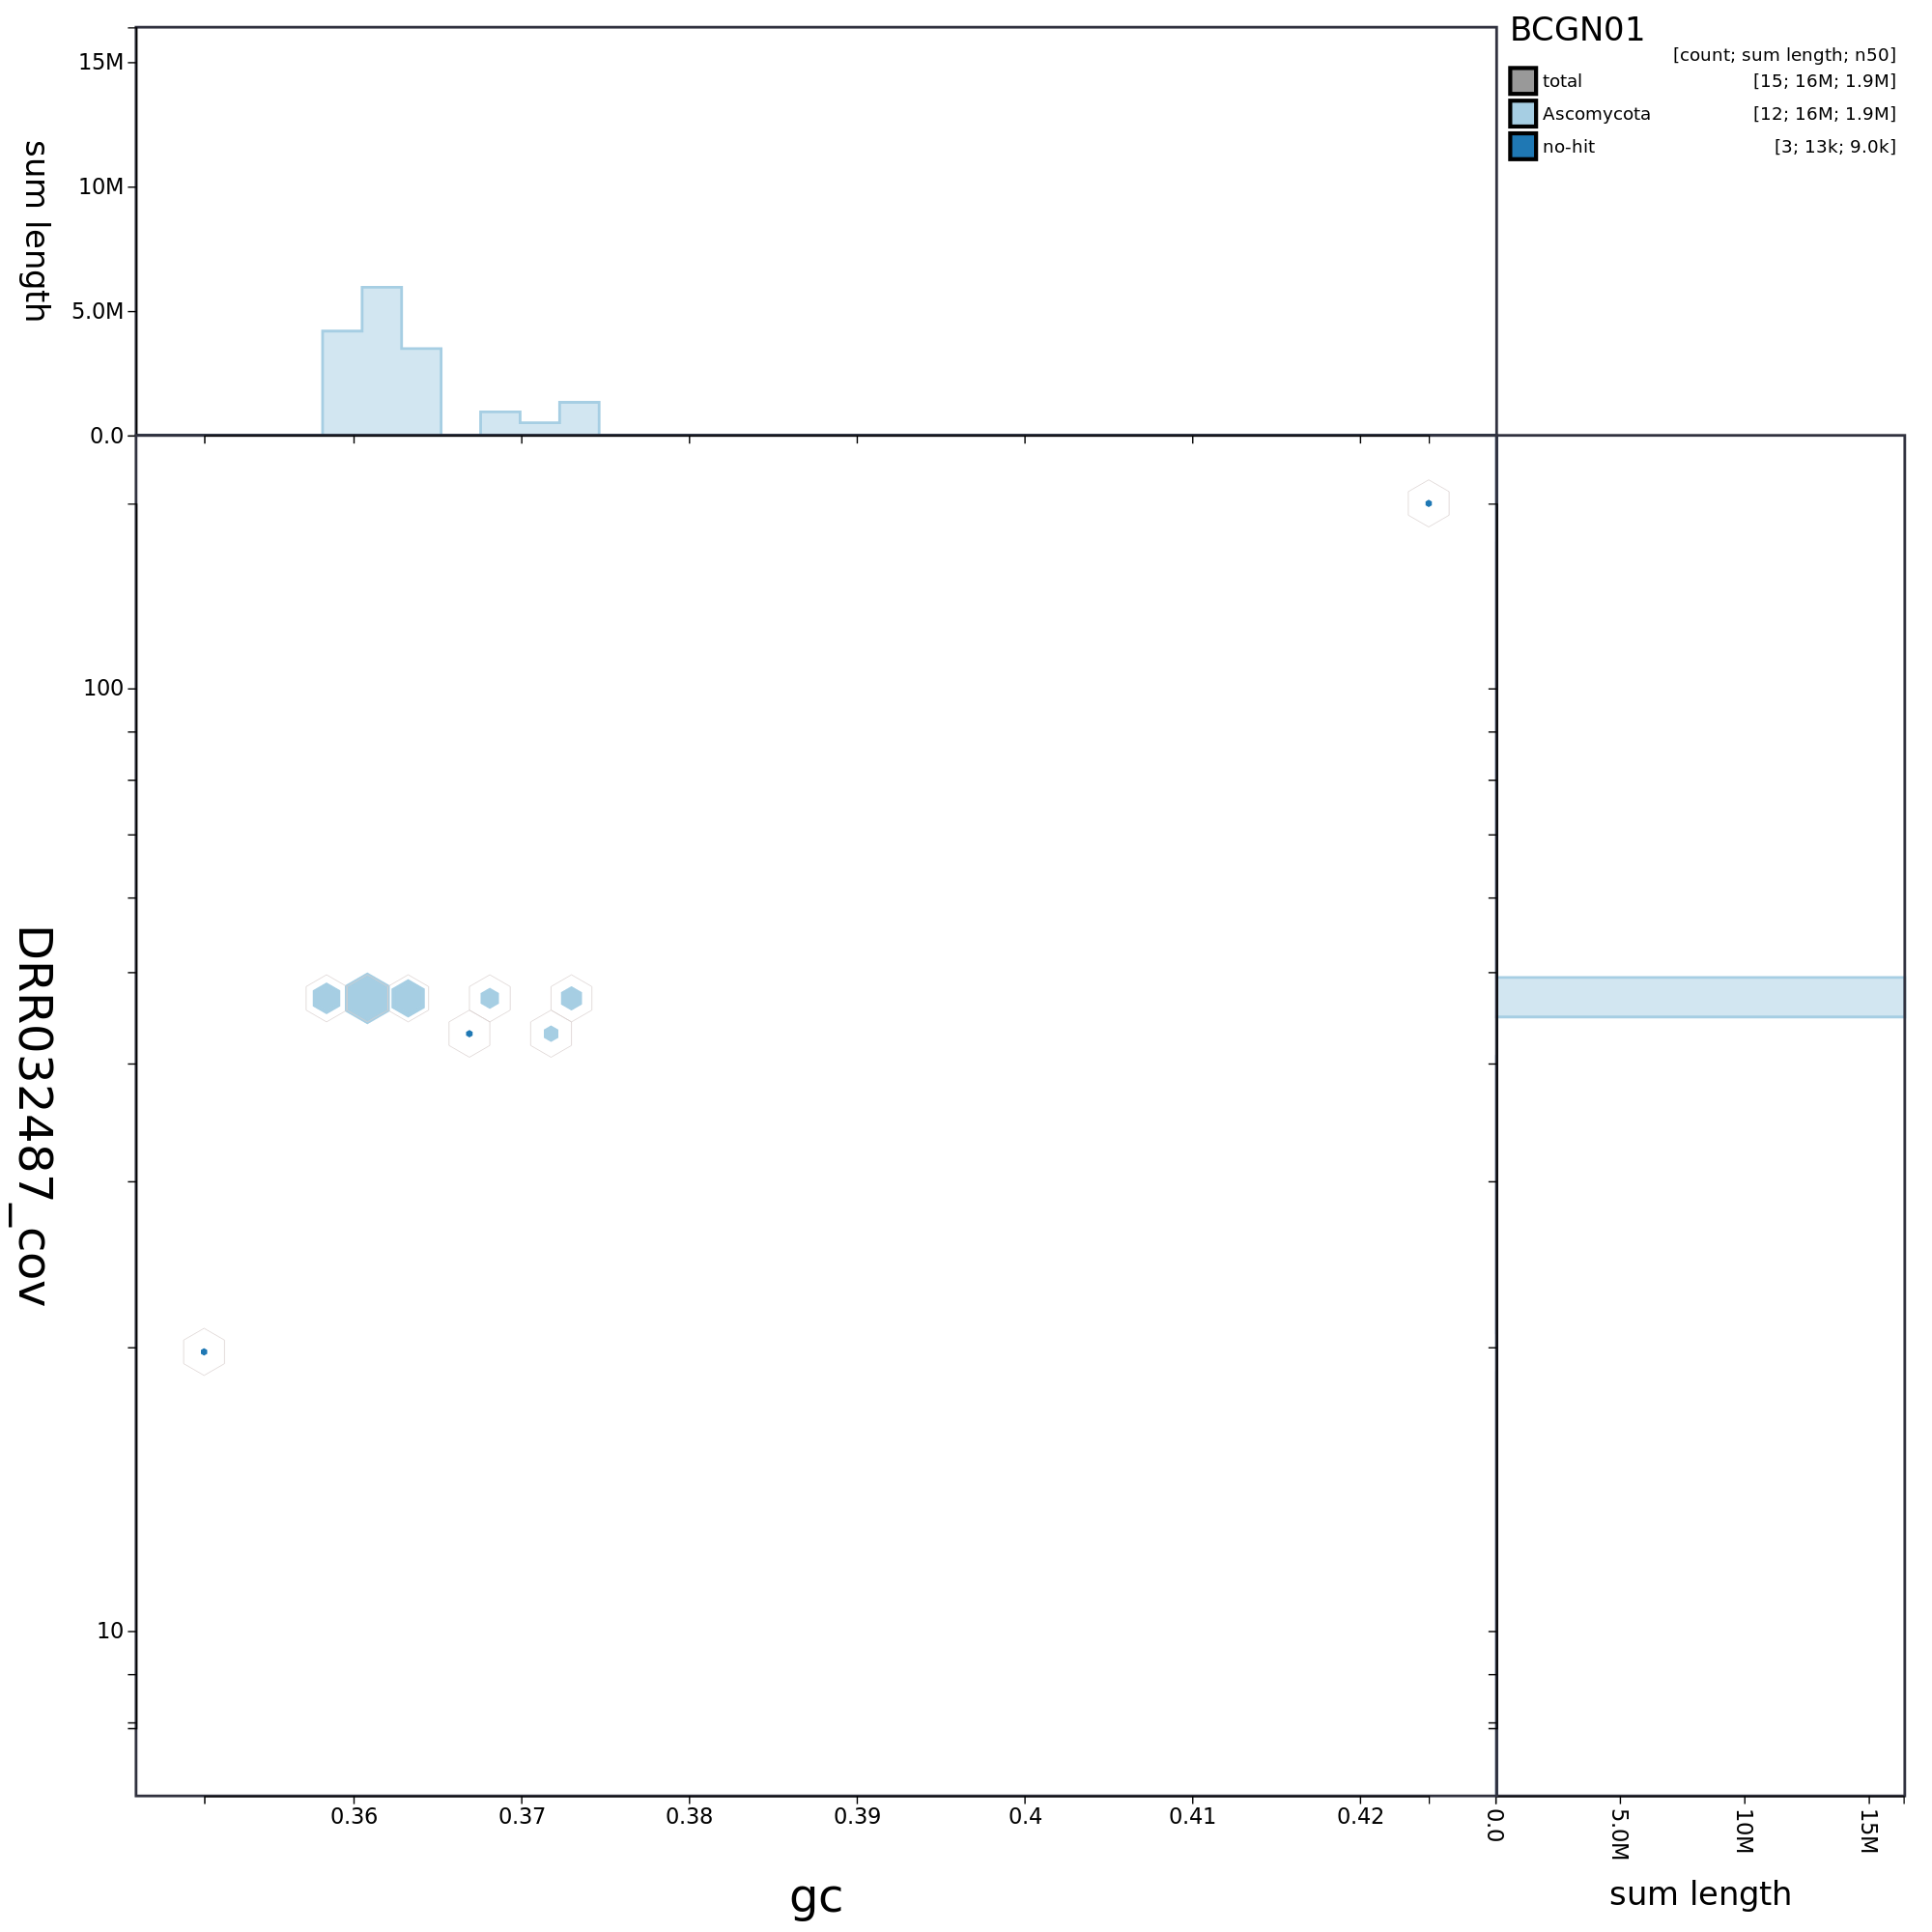 BCGN01
[count; sum length; n50]
total [15; 16M; 1.9M]
Ascomycota [12; 16M; 1.9M]
no-hit [3; 13k; 9.0k]
sum length
15M
10M
5.0M
0.0
DRR032487_cov
100
10
0.36 0.37 0.38 0.39 0.4 0.41 0.42
gc
0.0 5.0M 10M 15M
sum length